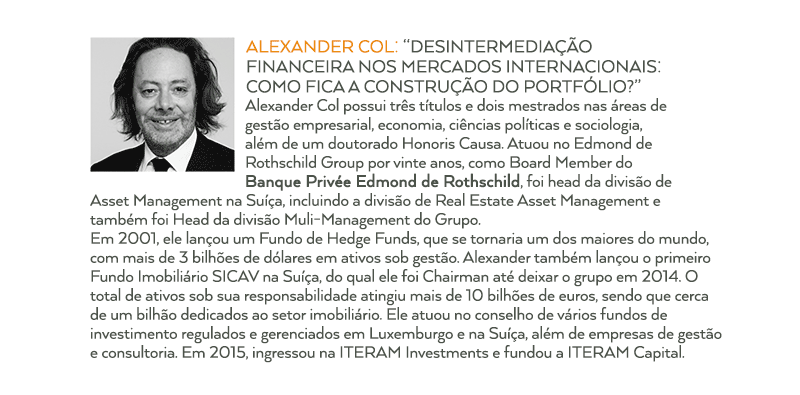 ALEXANDER COL: “DESINTERMEDIAÇÃO
FINANCEIRA NOS MERCADOS INTERNACIONAIS:
COMO FICA A CONSTRUÇÃO DO PORTFÓLIO?”
Alexander Col possui três títulos e dois mestrados nas áreas de
gestão empresarial, economia, ciências políticas e sociologia,
além de um doutorado Honoris Causa. Atuou no Edmond de
Rothschild Group por vinte anos, como Board Member do
Banque Privée Edmond de Rothschild, foi head da divisão de
Asset Management na Suíça, incluindo a divisão de Real Estate Asset Management e
também foi Head da divisão Muli-Management do Grupo.
Em 2001, ele lançou um Fundo de Hedge Funds, que se tornaria um dos maiores do mundo,
com mais de 3 bilhões de dólares em ativos sob gestão. Alexander também lançou o primeiro
Fundo Imobiliário SICAV na Suíça, do qual ele foi Chairman até deixar o grupo em 2014. O
total de ativos sob sua responsabilidade atingiu mais de 10 bilhões de euros, sendo que cerca
de um bilhão dedicados ao setor imobiliário. Ele atuou no conselho de vários fundos de
investimento regulados e gerenciados em Luxemburgo e na Suíça, além de empresas de gestão
e consultoria. Em 2015, ingressou na ITERAM Investments e fundou a ITERAM Capital.